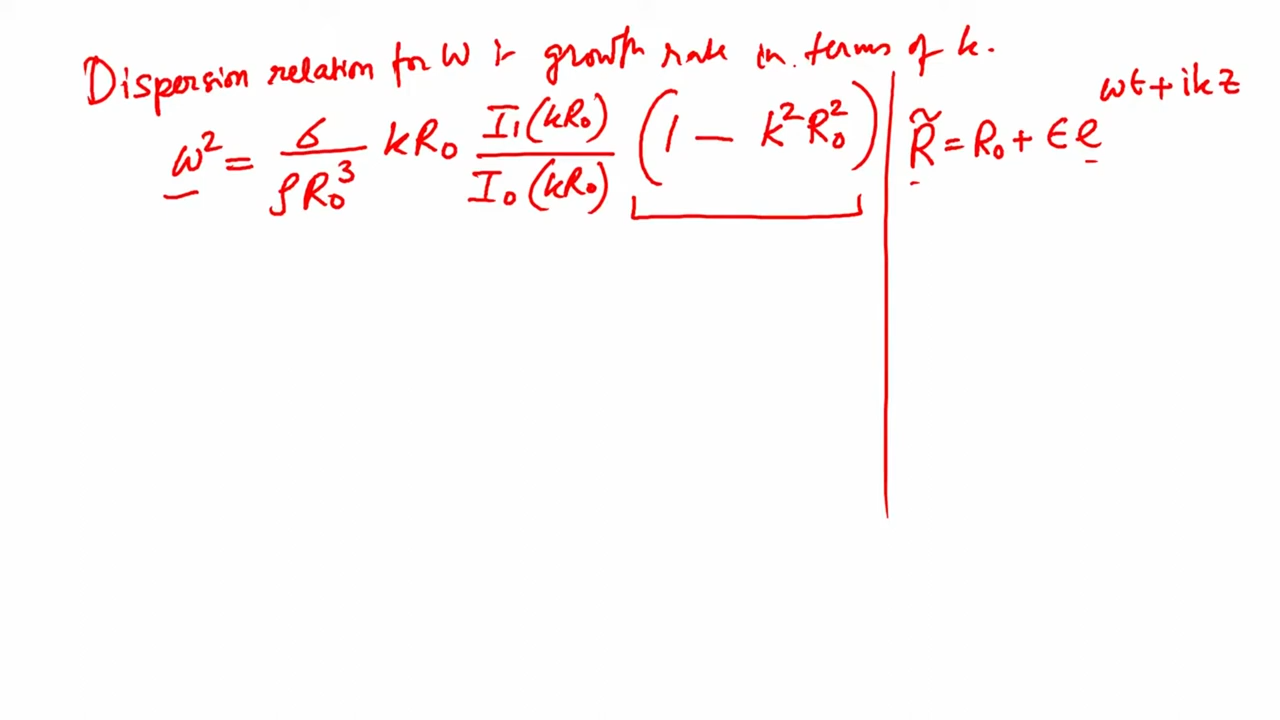 Dispersion relation for ω i.e. growth rate in terms of k.
ω² = σ / ρR₀³ kR₀ I₁(kR₀) / I₀(kR₀) (1 − k²R₀²)
R̃ = R₀ + ϵ e^(ωt + ikz)